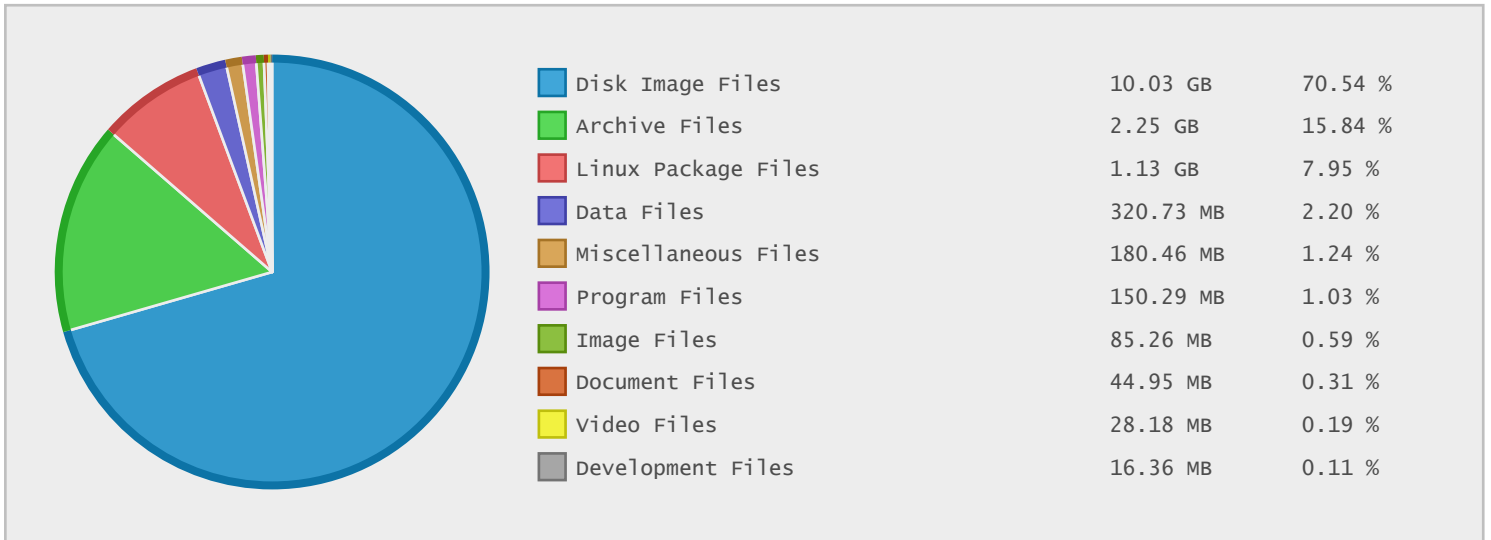 Disk Image Files 10.03 GB 70.54 %
Archive Files 2.25 GB 15.84 %
Linux Package Files 1.13 GB 7.95 %
Data Files 320.73 MB 2.20 %
Miscellaneous Files 180.46 MB 1.24 %
Program Files 150.29 MB 1.03 %
Image Files 85.26 MB 0.59 %
Document Files 44.95 MB 0.31 %
Video Files 28.18 MB 0.19 %
Development Files 16.36 MB 0.11 %